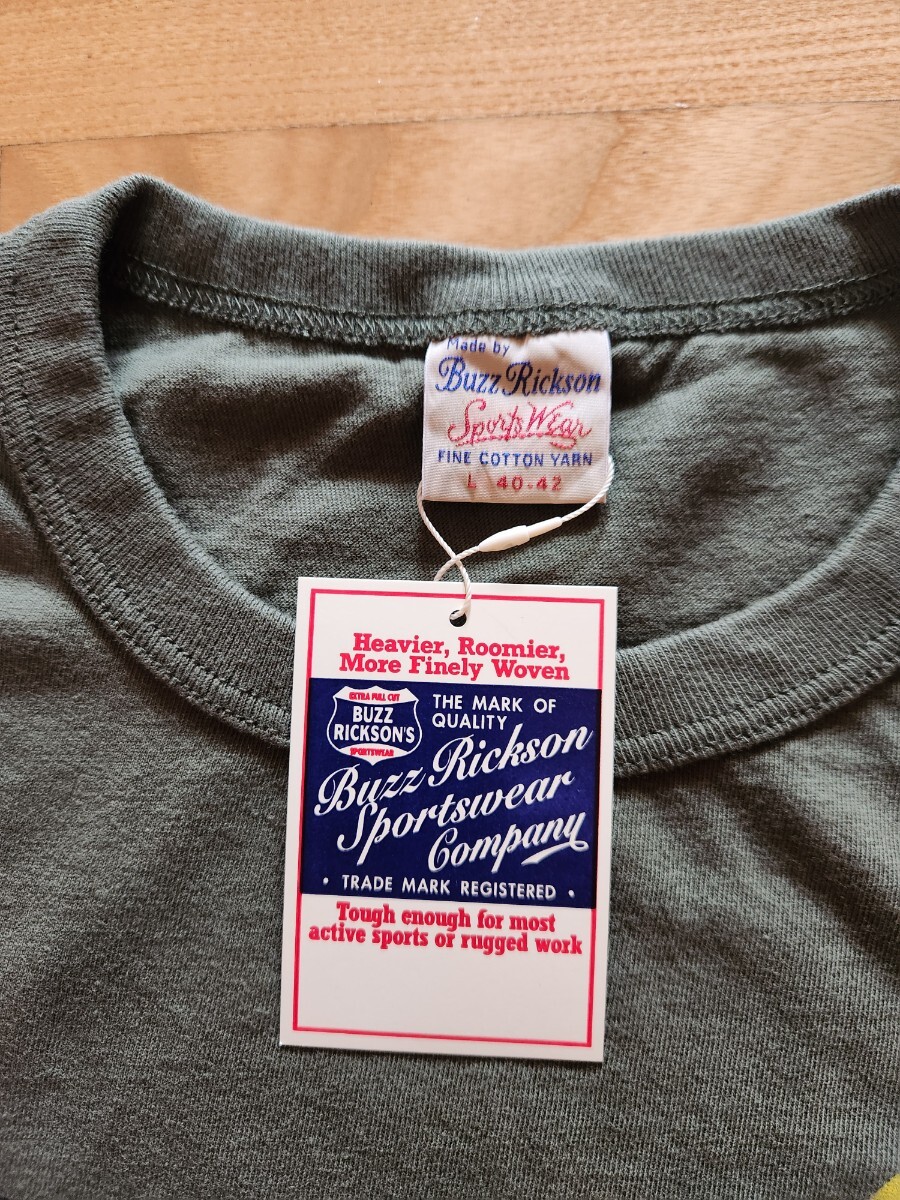 Made by
Buzz Rickson
Sports Wear
FINE COTTON YARN
L 40-42
Heavier, Roomier,
More Finely Woven
EXTRA FULL CUT
BUZZ
RICKSON'S
SPORTSWEAR
THE MARK OF
QUALITY
Buzz Rickson
Sportswear
Company
• TRADE MARK REGISTERED •
Tough enough for most
active sports or rugged work